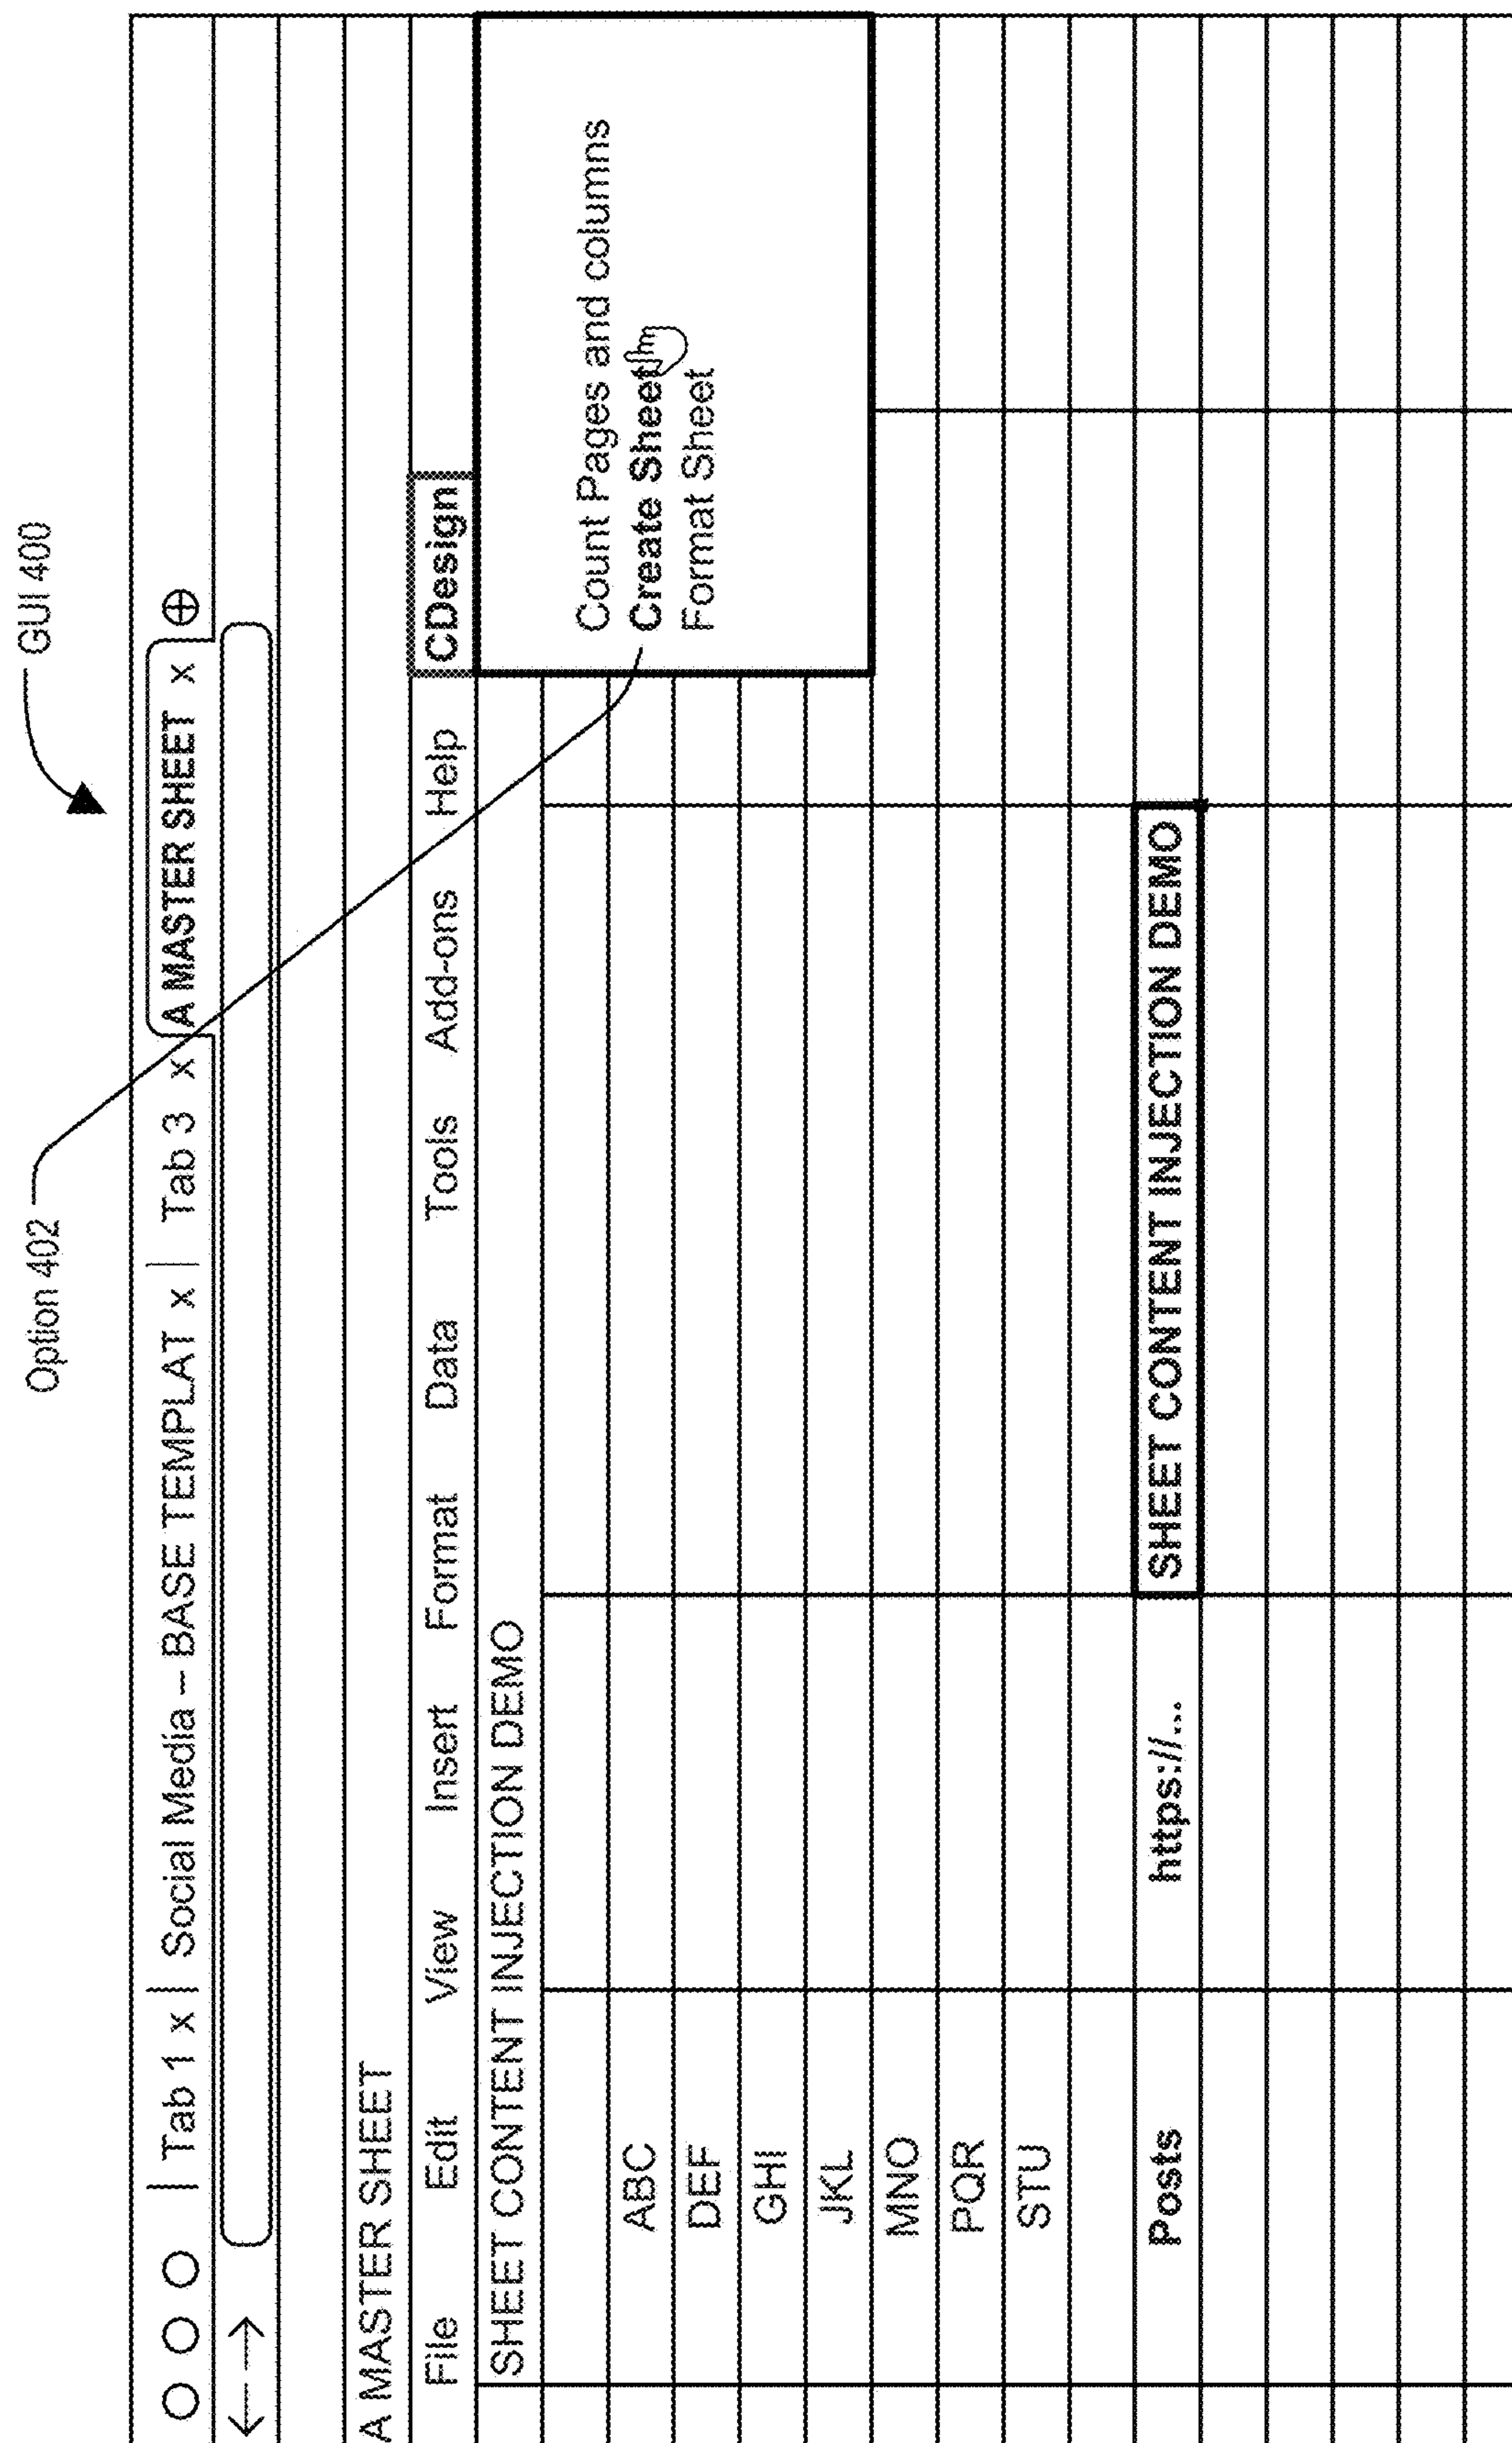 GUI 400
Option 402
Tab 1 x | Social Media – BASE TEMPLAT x | Tab 3 x A MASTER SHEET x
A MASTER SHEET
File Edit View Insert Format Data Tools Add-ons Help CDesign
SHEET CONTENT INJECTION DEMO
Count Pages and columns
Create Sheet
Format Sheet
ABC
DEF
GHI
JKL
MNO
PQR
STU
Posts https://... SHEET CONTENT INJECTION DEMO